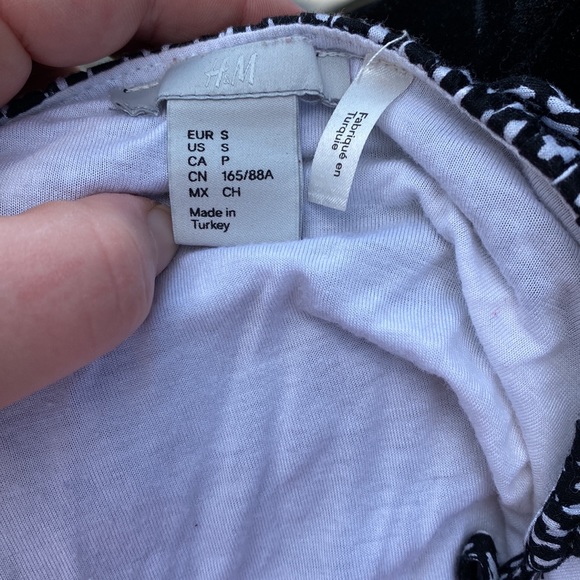 H&M
EUR S
US S
CA P
CN 165/88A
MX CH
Made in
Turkey
Fabriqué en
Turquie